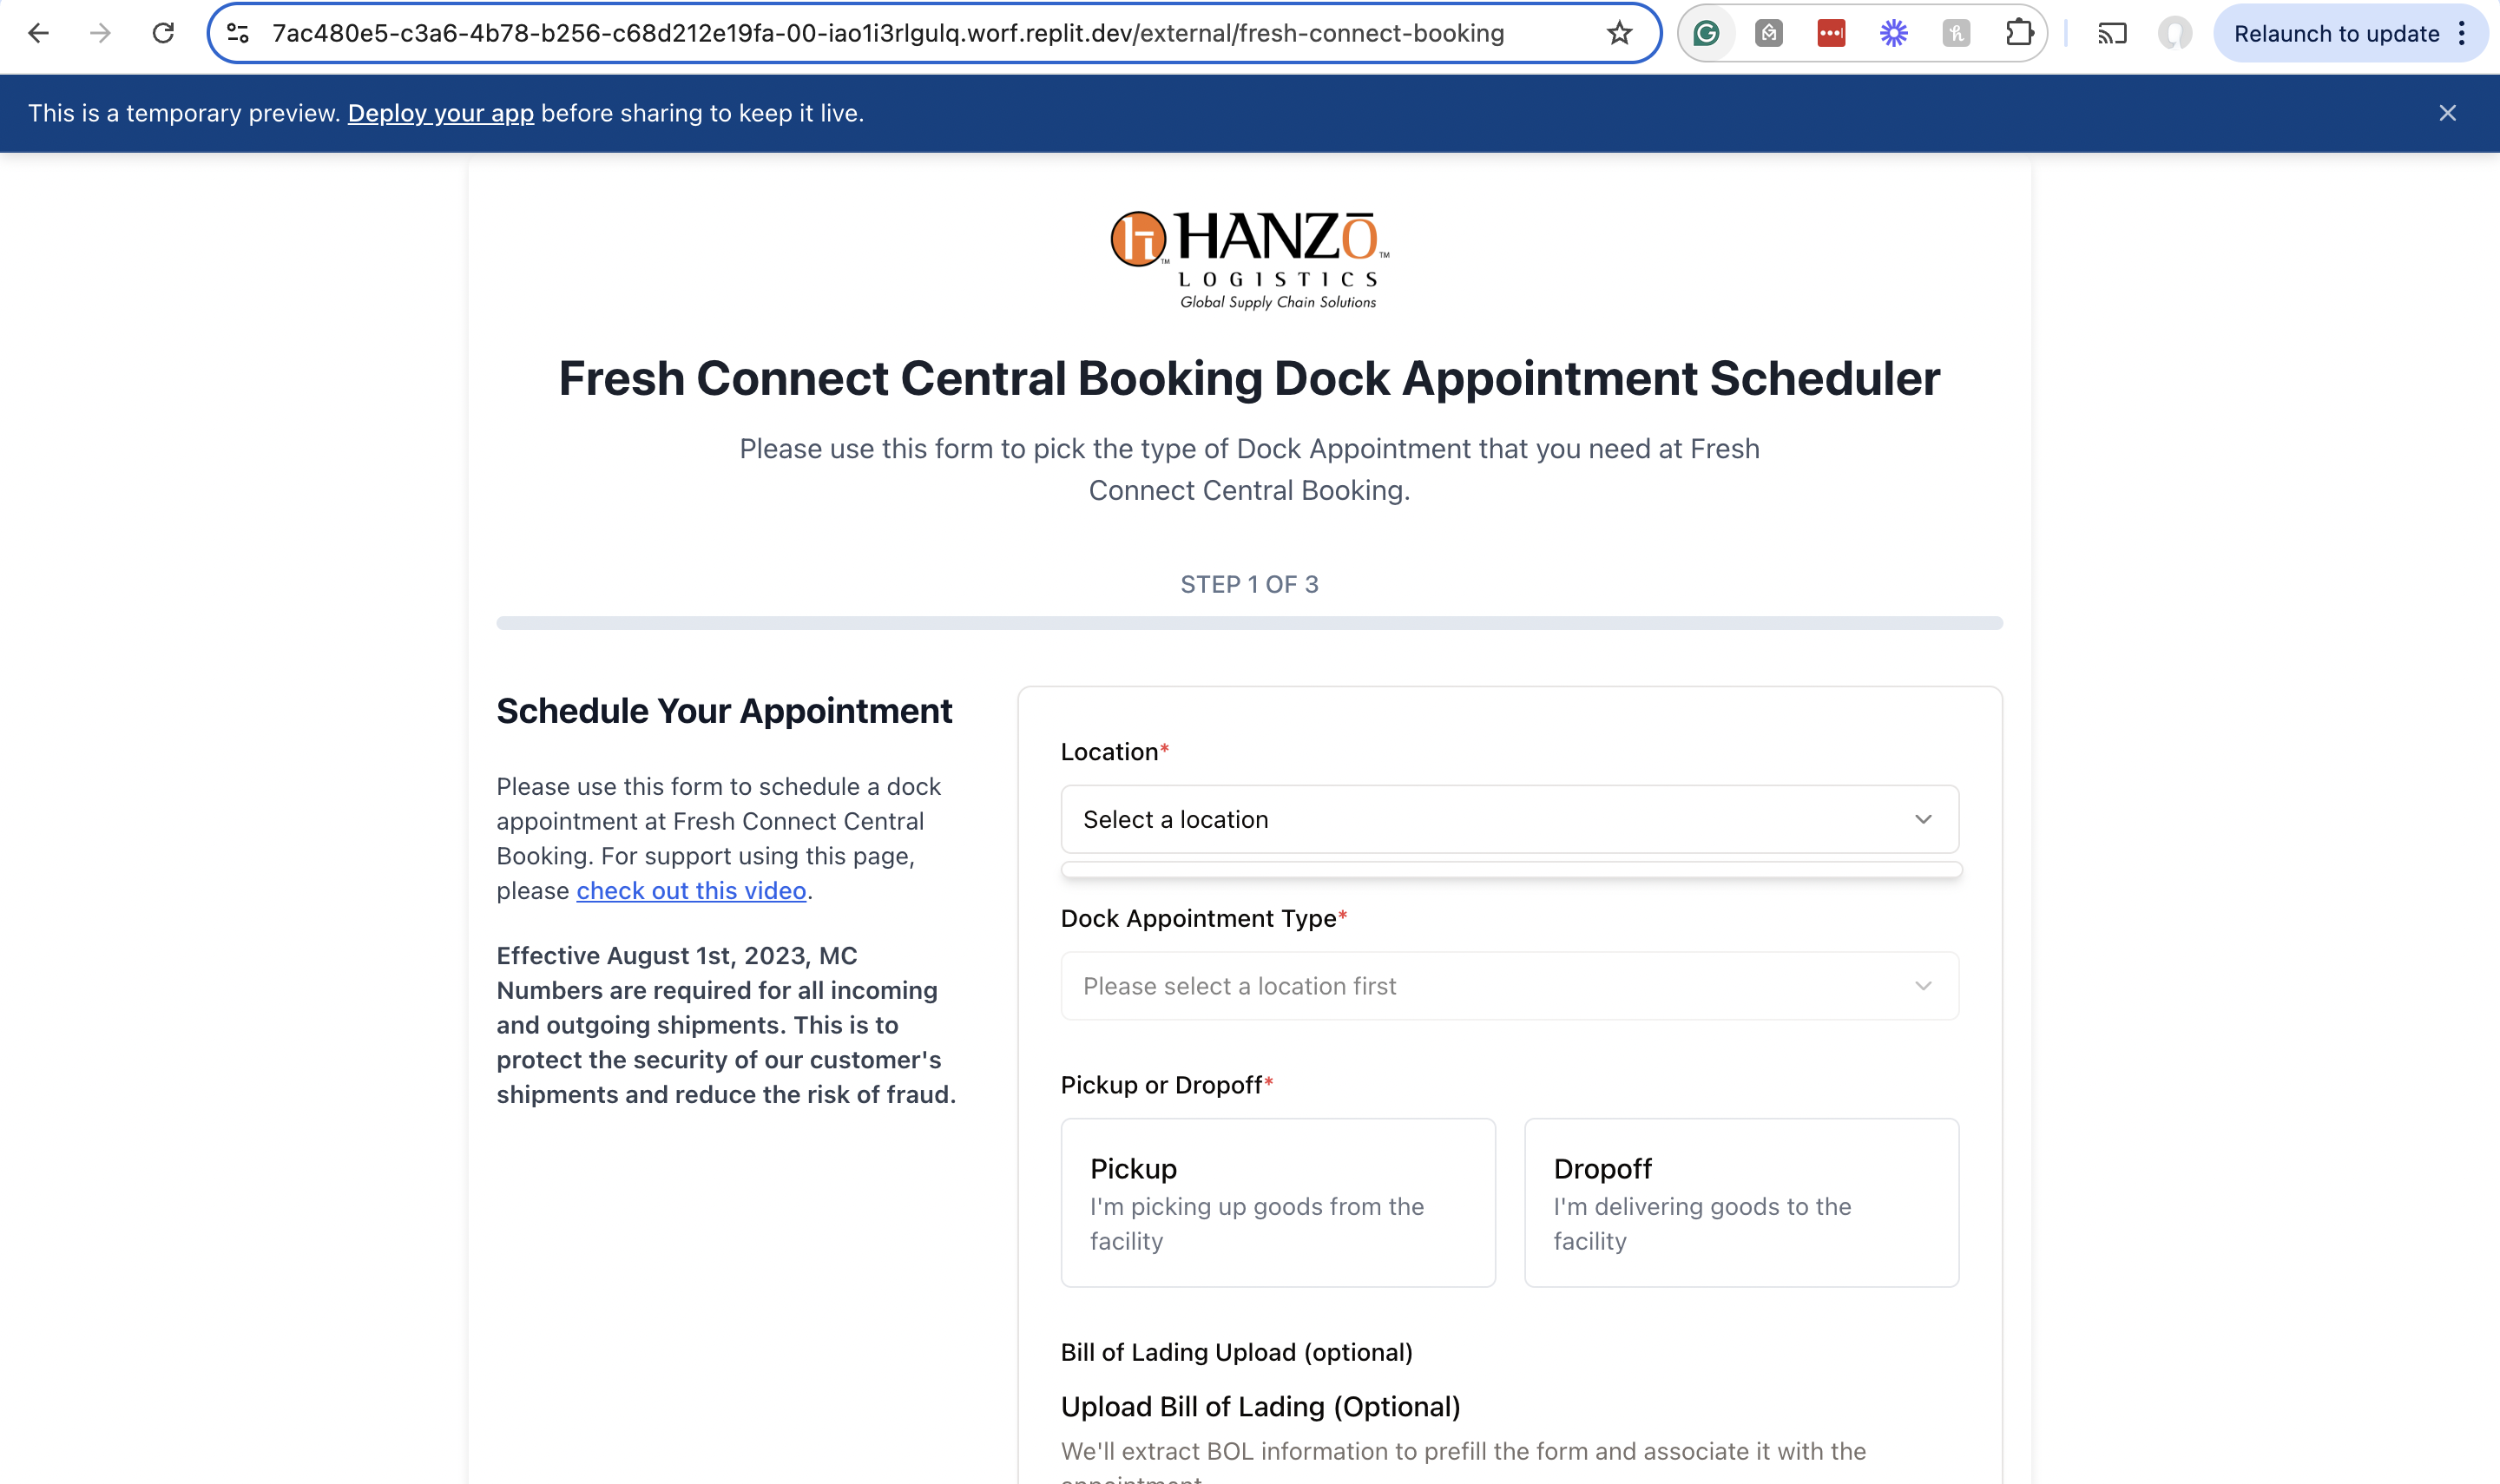 7ac480e5-c3a6-4b78-b256-c68d212e19fa-00-iao1i3rlgulq.worf.replit.dev/external/fresh-connect-booking
Relaunch to update
This is a temporary preview. Deploy your app before sharing to keep it live.
HANZŌ™
LOGISTICS
Global Supply Chain Solutions
Fresh Connect Central Booking Dock Appointment Scheduler
Please use this form to pick the type of Dock Appointment that you need at Fresh
Connect Central Booking.
STEP 1 OF 3
Schedule Your Appointment
Please use this form to schedule a dock
appointment at Fresh Connect Central
Booking. For support using this page,
please check out this video.
Effective August 1st, 2023, MC
Numbers are required for all incoming
and outgoing shipments. This is to
protect the security of our customer's
shipments and reduce the risk of fraud.
Location*
Select a location
Dock Appointment Type*
Please select a location first
Pickup or Dropoff*
Pickup
I'm picking up goods from the
facility
Dropoff
I'm delivering goods to the
facility
Bill of Lading Upload (optional)
Upload Bill of Lading (Optional)
We'll extract BOL information to prefill the form and associate it with the